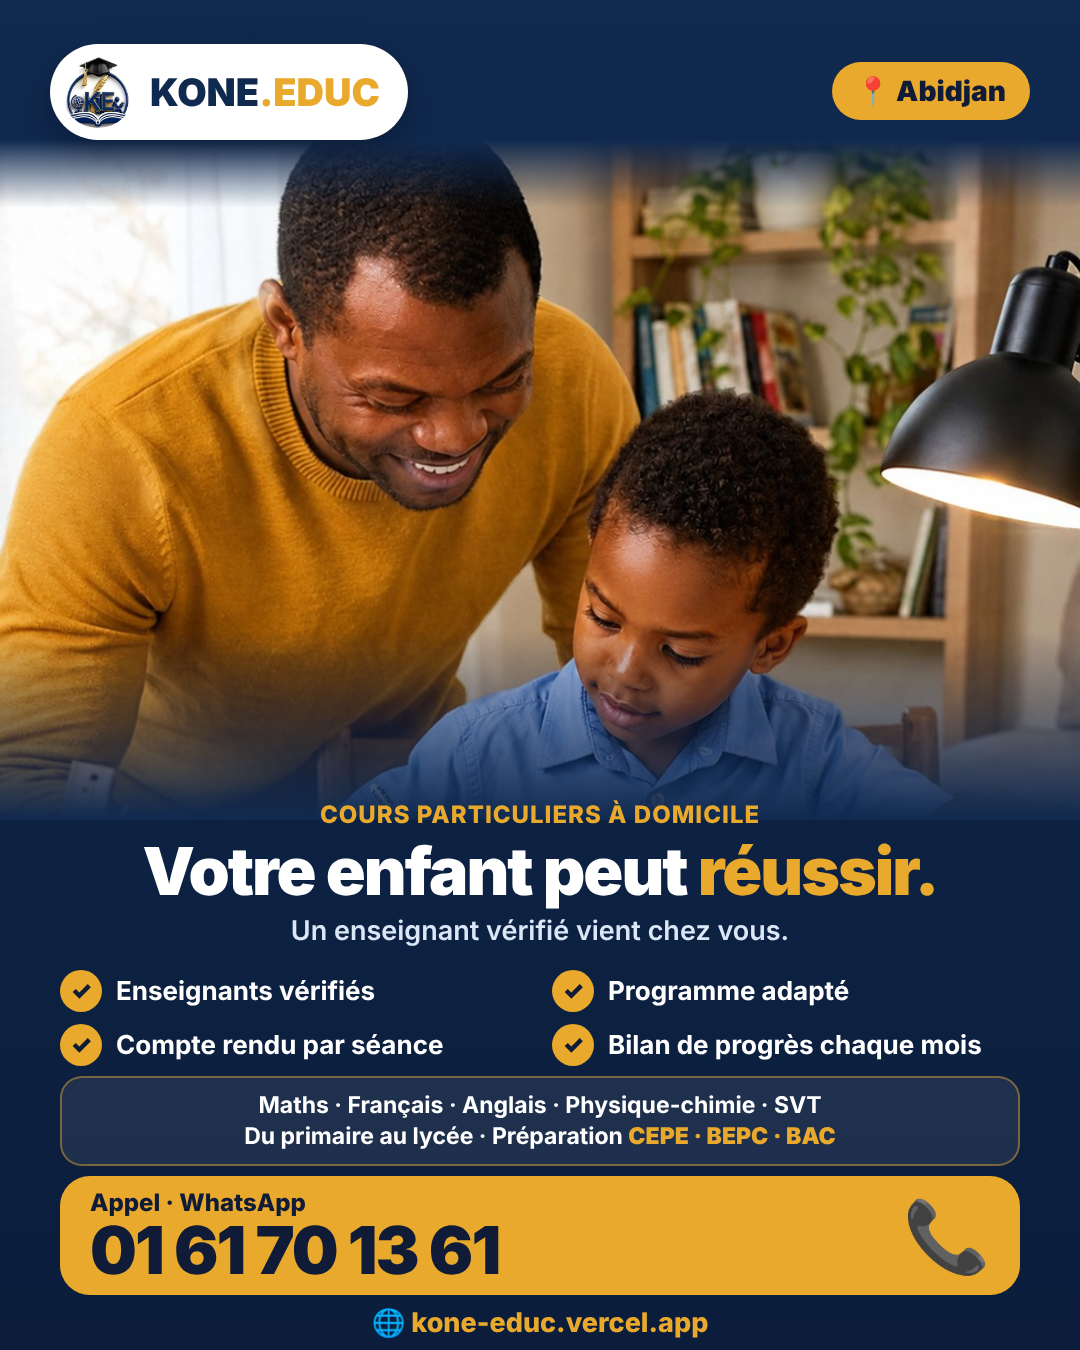 KE
KONE.EDUC
📍 Abidjan
COURS PARTICULIERS À DOMICILE
Votre enfant peut réussir.
Un enseignant vérifié vient chez vous.
Enseignants vérifiés
Programme adapté
Compte rendu par séance
Bilan de progrès chaque mois
Maths · Français · Anglais · Physique-chimie · SVT
Du primaire au lycée · Préparation CEPE · BEPC · BAC
Appel · WhatsApp
01 61 70 13 61
kone-educ.vercel.app